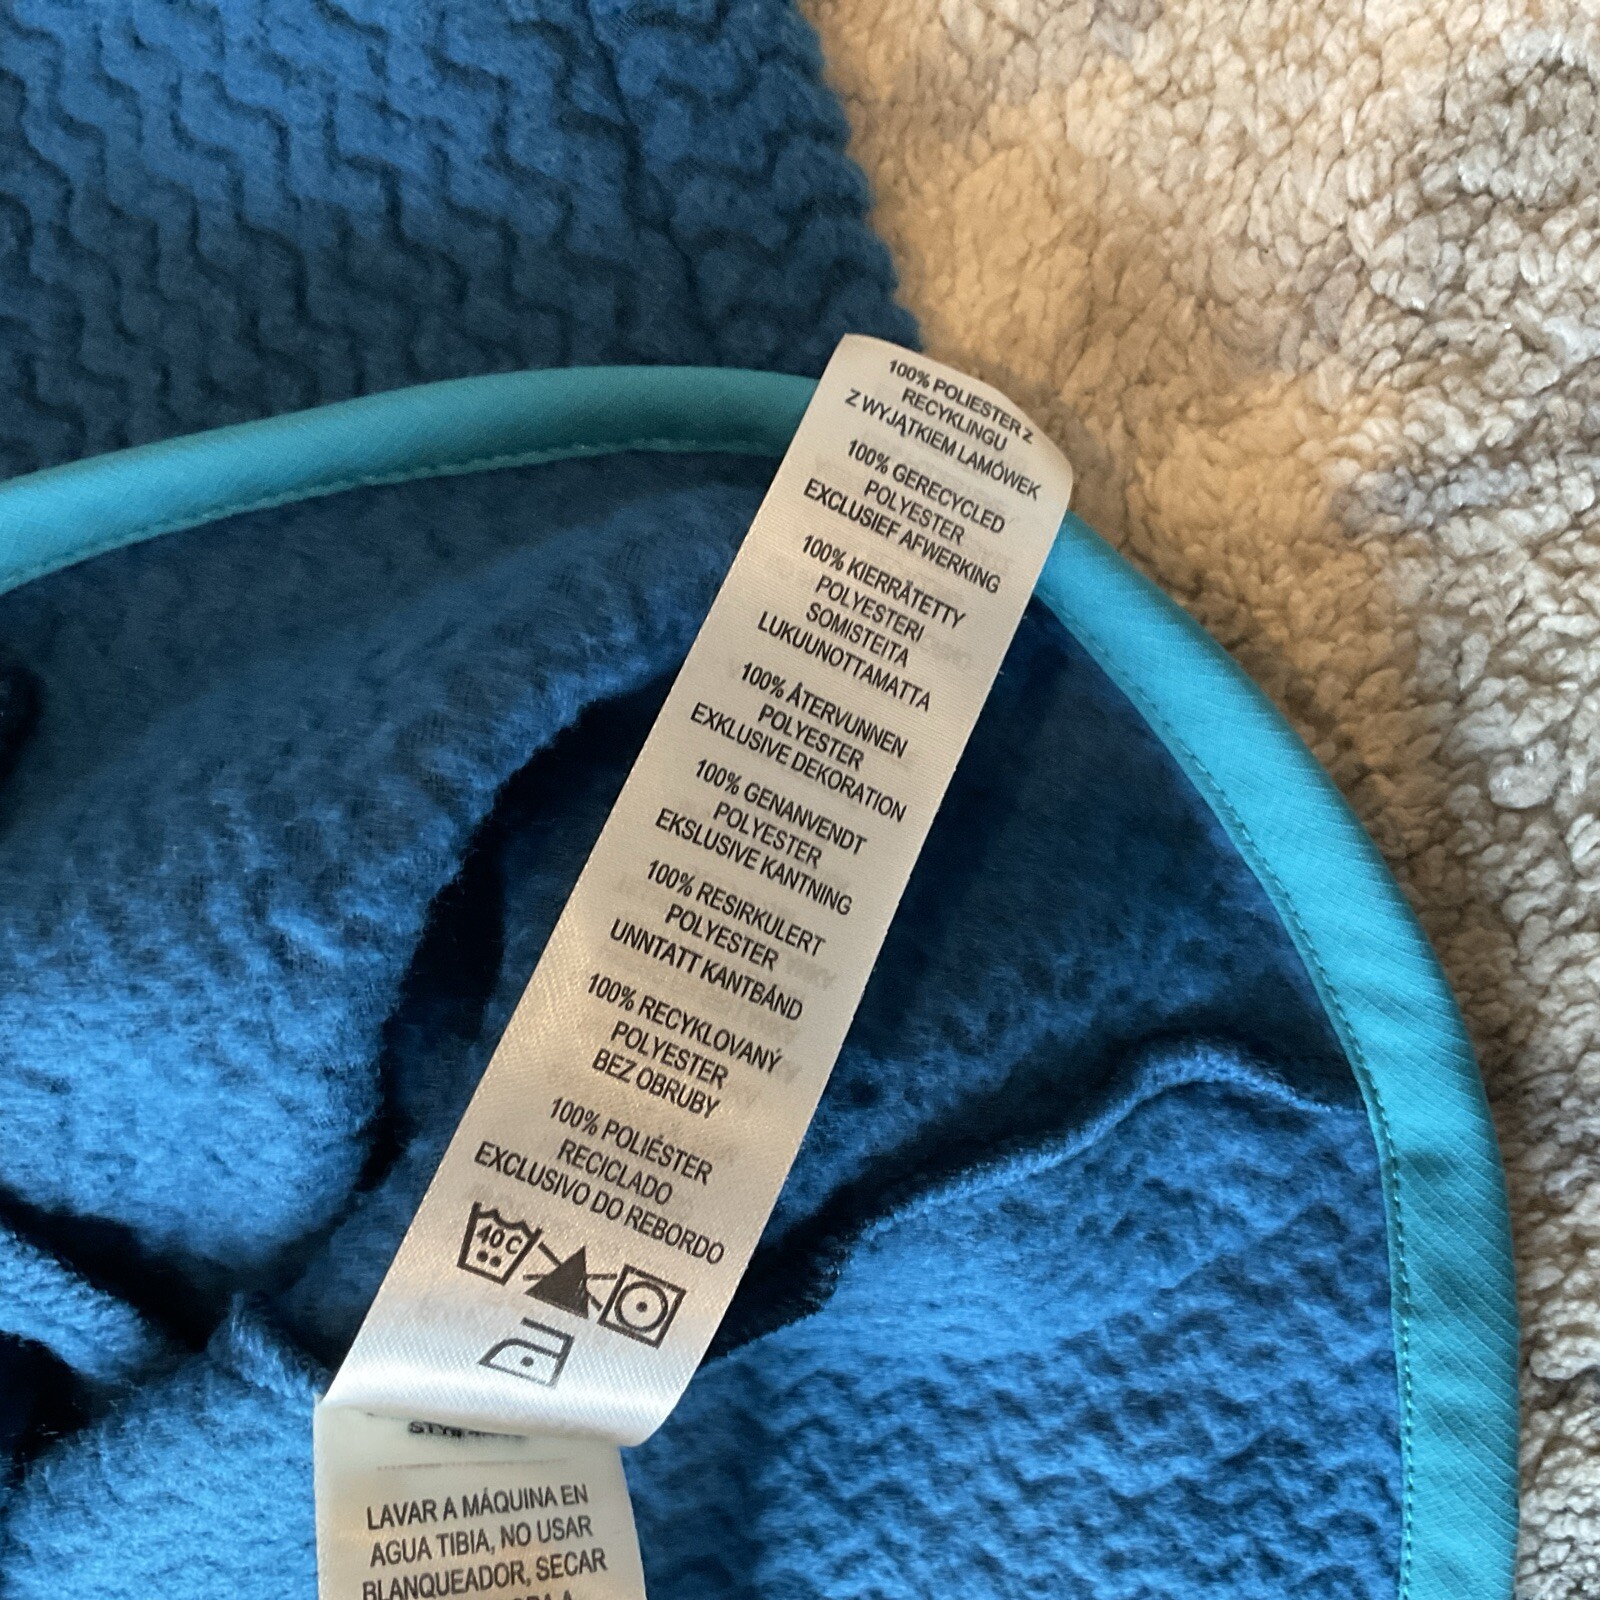 100% POLIESTER Z
RECYKLINGU
Z WYJĄTKIEM LAMÓWEK
100% GERECYCLED
POLYESTER
EXCLUSIEF AFWERKING
100% KIERRÄTETTY
POLYESTERI
SOMISTEITA
LUKUUNOTTAMATTA
100% ÅTERVUNNEN
POLYESTER
EXKLUSIVE DEKORATION
100% GENANVENDT
POLYESTER
EKSLUSIVE KANTNING
100% RESIRKULERT
POLYESTER
UNNTATT KANTBÅND
100% RECYKLOVANÝ
POLYESTER
BEZ OBRUBY
100% POLIÉSTER
RECICLADO
EXCLUSIVO DO REBORDO
40C
LAVAR A MÁQUINA EN
AGUA TIBIA, NO USAR
BLANQUEADOR, SECAR